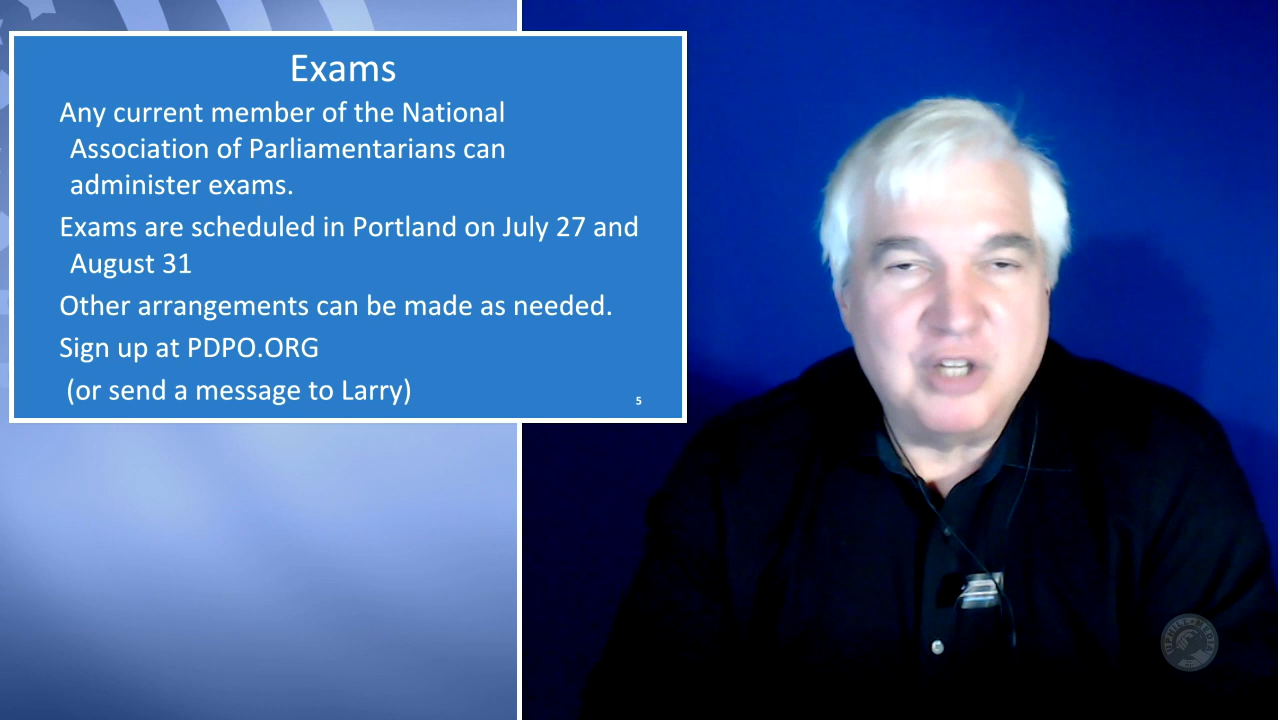 Exams
Any current member of the National
Association of Parliamentarians can
administer exams.
Exams are scheduled in Portland on July 27 and
August 31
Other arrangements can be made as needed.
Sign up at PDPO.ORG
(or send a message to Larry)
5